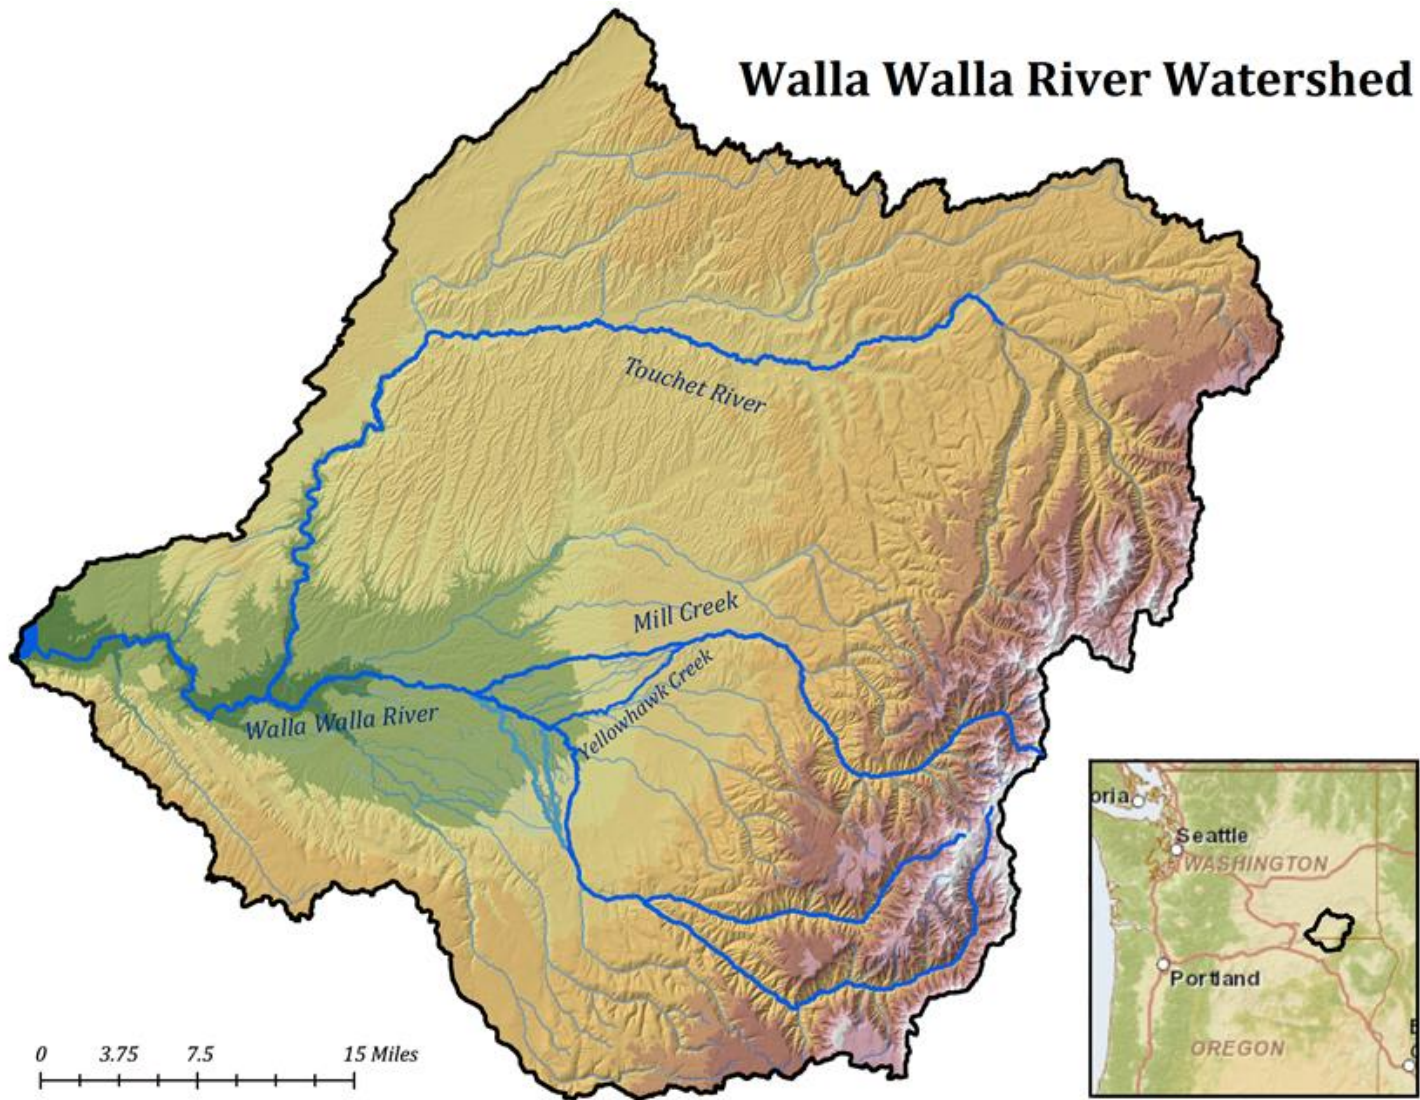 Walla Walla River Watershed
Touchet River
Mill Creek
Yellowhawk Creek
Walla Walla River
oria
Seattle
WASHINGTON
Portland
OREGON
0 3.75 7.5 15 Miles